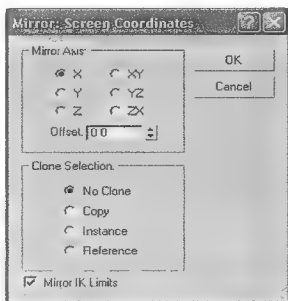 Mirror: Screen Coordinates
Mirror Axis:
X XY
Y YZ
Z ZX
Offset: 0.0
OK
Cancel
Clone Selection:
No Clone
Copy
Instance
Reference
Mirror IK Limits